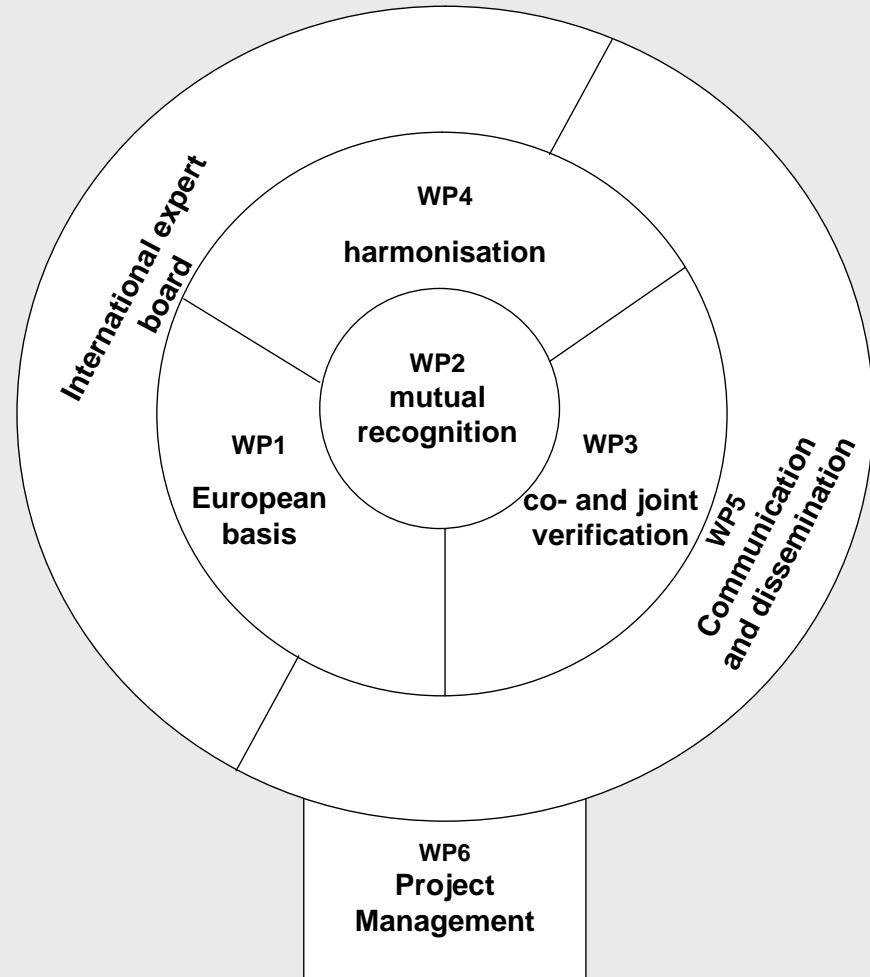 WP4
harmonisation
International expert
board
WP2
mutual
recognition
WP1
European
basis
WP3
co- and joint
verification
WP5
Communication
and dissemination
WP6
Project
Management